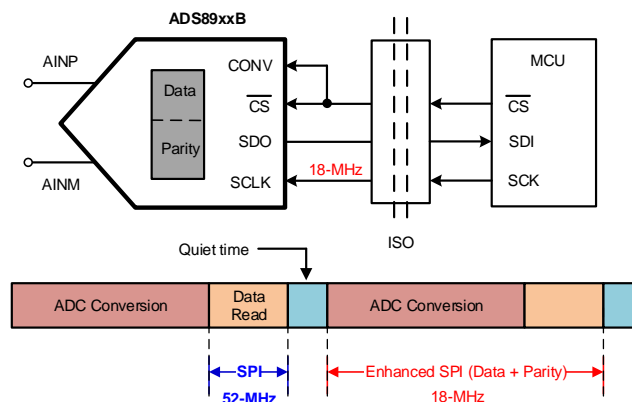 ADS89xxB
AINP
AINM
Data
Parity
CONV
CS
SDO
SCLK
18-MHz
ISO
MCU
CS
SDI
SCK
Quiet time
ADC Conversion
Data
Read
ADC Conversion
SPI
52-MHz
Enhanced SPI (Data + Parity)
18-MHz